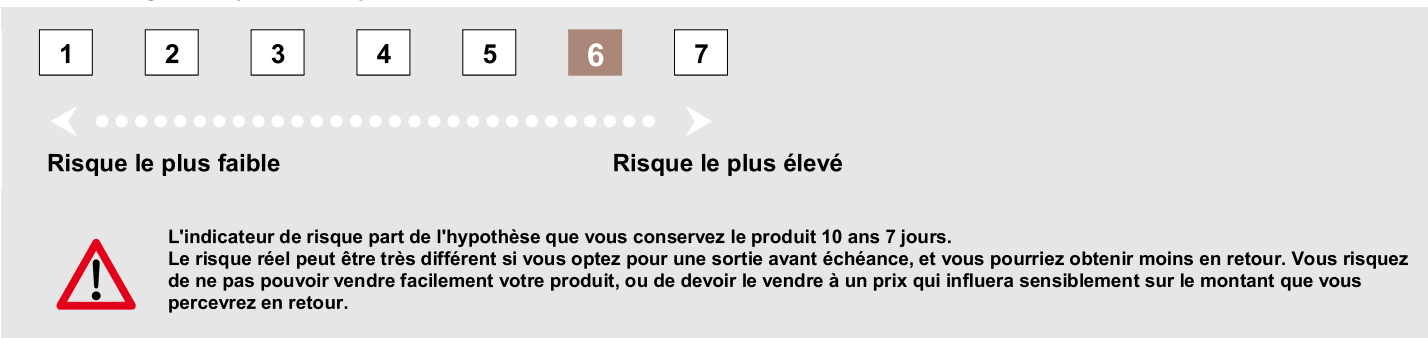 1 2 3 4 5 6 7
Risque le plus faible Risque le plus élevé
L'indicateur de risque part de l'hypothèse que vous conservez le produit 10 ans 7 jours.
Le risque réel peut être très différent si vous optez pour une sortie avant échéance, et vous pourriez obtenir moins en retour. Vous risquez
de ne pas pouvoir vendre facilement votre produit, ou de devoir le vendre à un prix qui influera sensiblement sur le montant que vous
percevrez en retour.